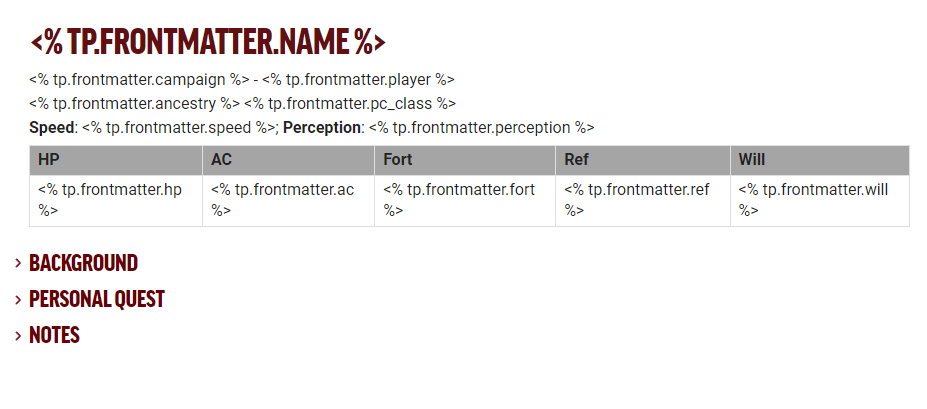 <% TP.FRONTMATTER.NAME %>
<% tp.frontmatter.campaign %> - <% tp.frontmatter.player %>
<% tp.frontmatter.ancestry %> <% tp.frontmatter.pc_class %>
Speed: <% tp.frontmatter.speed %>; Perception: <% tp.frontmatter.perception %>
HP AC Fort Ref Will
<% tp.frontmatter.hp %> <% tp.frontmatter.ac %> <% tp.frontmatter.fort %> <% tp.frontmatter.ref %> <% tp.frontmatter.will %>
BACKGROUND
PERSONAL QUEST
NOTES